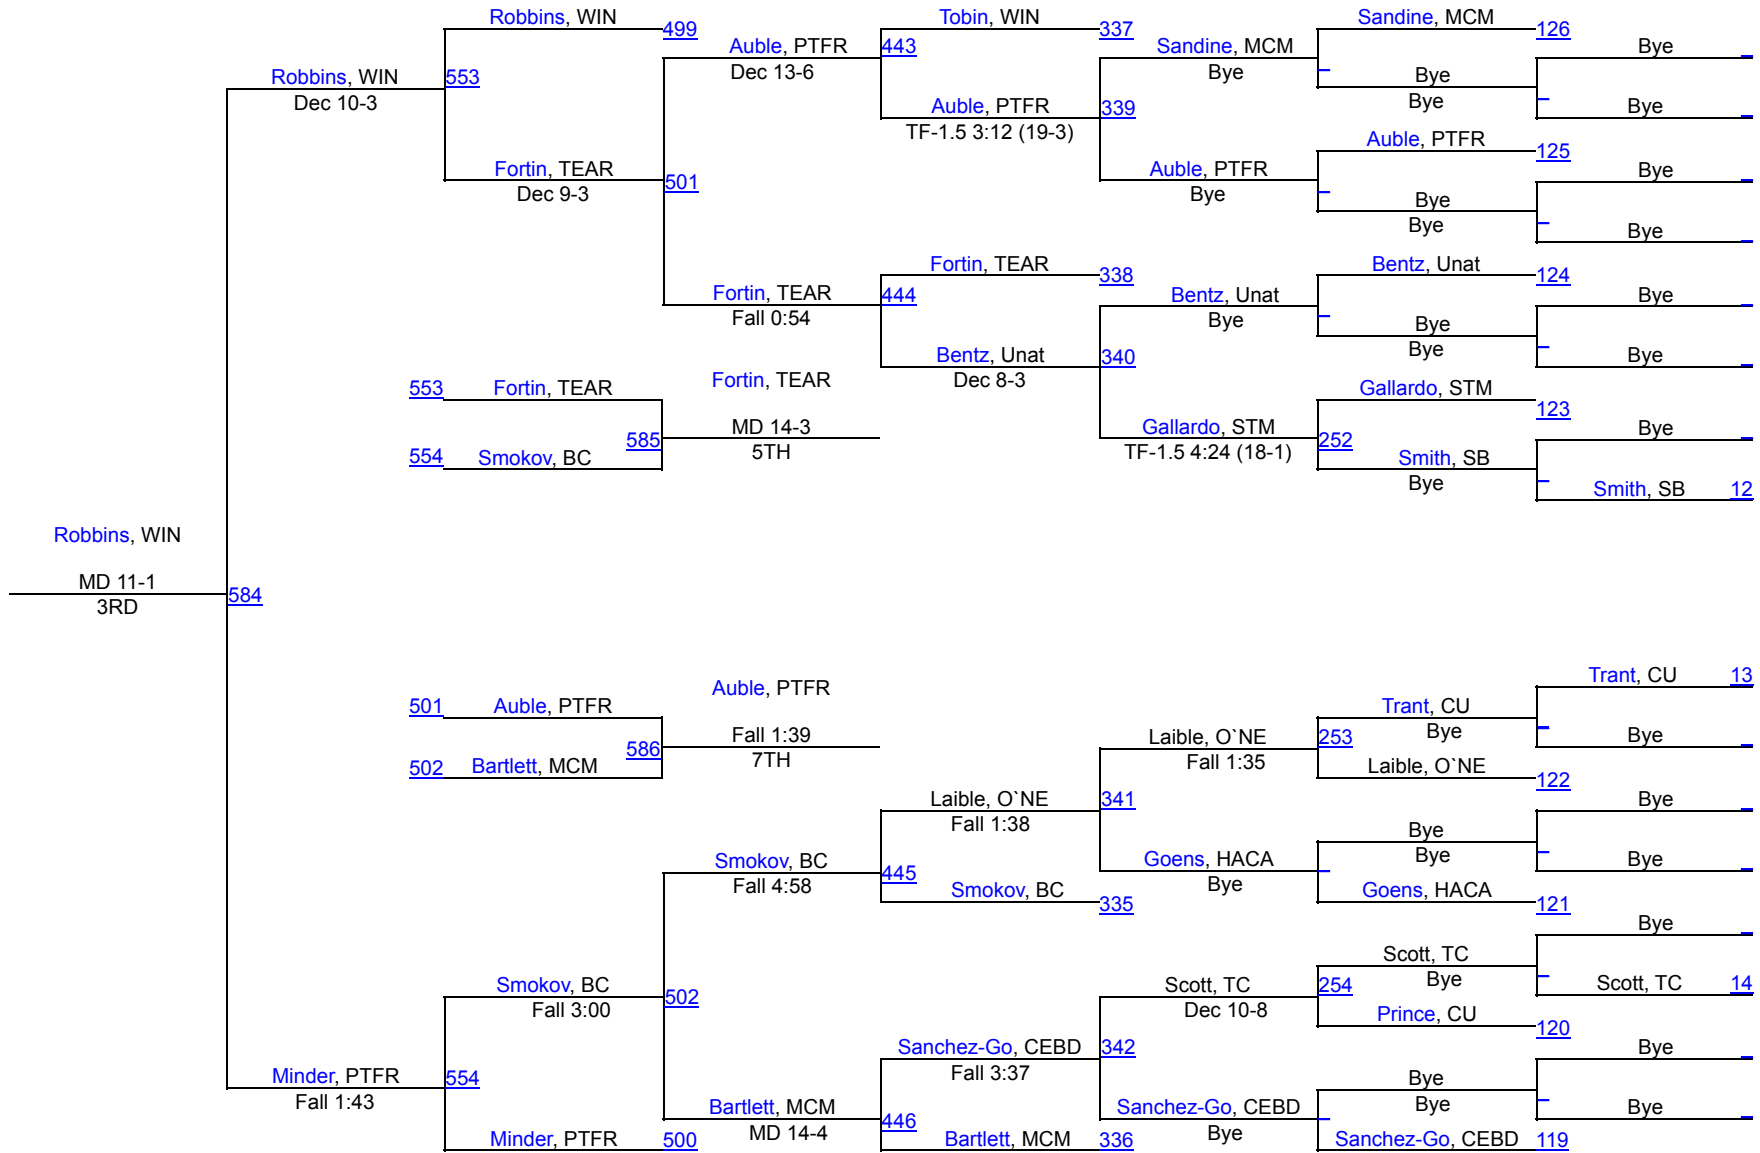 Robbins, WIN
499
Tobin, WIN
337
Sandine, MCM
126
Auble, PTFR
443
Dec 13-6
Sandine, MCM
Bye
Bye
Robbins, WIN
553
Dec 10-3
Bye
Bye
Auble, PTFR
339
TF-1.5 3:12 (19-3)
Bye
Auble, PTFR
125
Fortin, TEAR
501
Dec 9-3
Auble, PTFR
Bye
Bye
Bye
Bye
Bye
Fortin, TEAR
338
Bentz, Unat
124
Fortin, TEAR
444
Fall 0:54
Bentz, Unat
Bye
Bye
Bye
Bye
Bentz, Unat
340
Dec 8-3
Bye
553
Fortin, TEAR
Fortin, TEAR
Gallardo, STM
123
585
MD 14-3
5TH
Gallardo, STM
252
TF-1.5 4:24 (18-1)
Bye
554
Smokov, BC
Smith, SB
Bye
Smith, SB
12
Robbins, WIN
MD 11-1
3RD
584
Trant, CU
13
501
Auble, PTFR
Auble, PTFR
Trant, CU
Bye
586
Fall 1:39
7TH
Laible, O`NE
253
Fall 1:35
Bye
502
Bartlett, MCM
Laible, O`NE
122
Laible, O`NE
341
Fall 1:38
Bye
Bye
Bye
Smokov, BC
445
Fall 4:58
Goens, HACA
Bye
Bye
Smokov, BC
335
Goens, HACA
121
Bye
Scott, TC
Bye
Smokov, BC
502
Fall 3:00
Scott, TC
254
Dec 10-8
Scott, TC
14
Prince, CU
120
Sanchez-Go, CEBD
342
Fall 3:37
Bye
Minder, PTFR
554
Fall 1:43
Bye
Bye
Bartlett, MCM
446
MD 14-4
Sanchez-Go, CEBD
Bye
Bye
Minder, PTFR
500
Bartlett, MCM
336
Sanchez-Go, CEBD
119